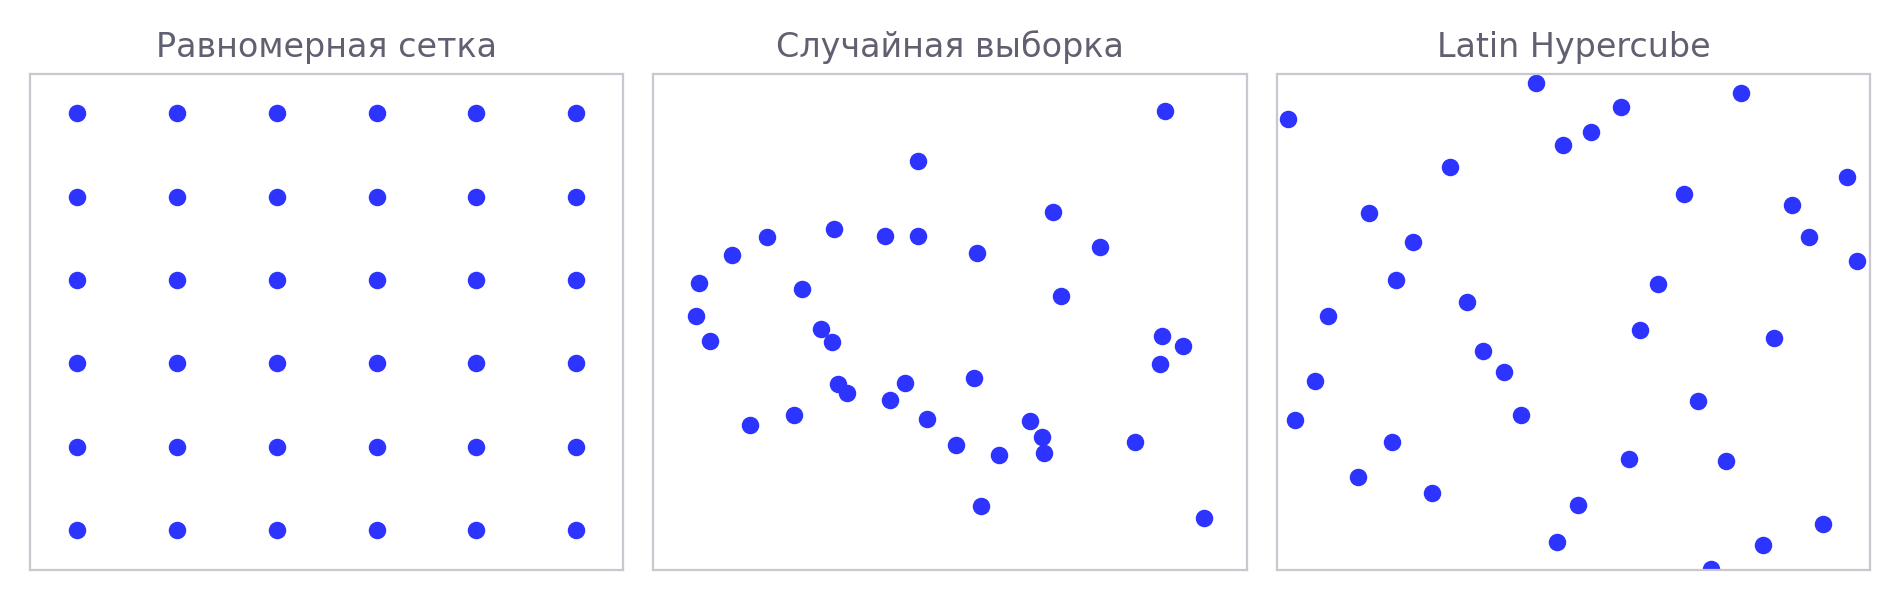 Равномерная сетка
Случайная выборка
Latin Hypercube